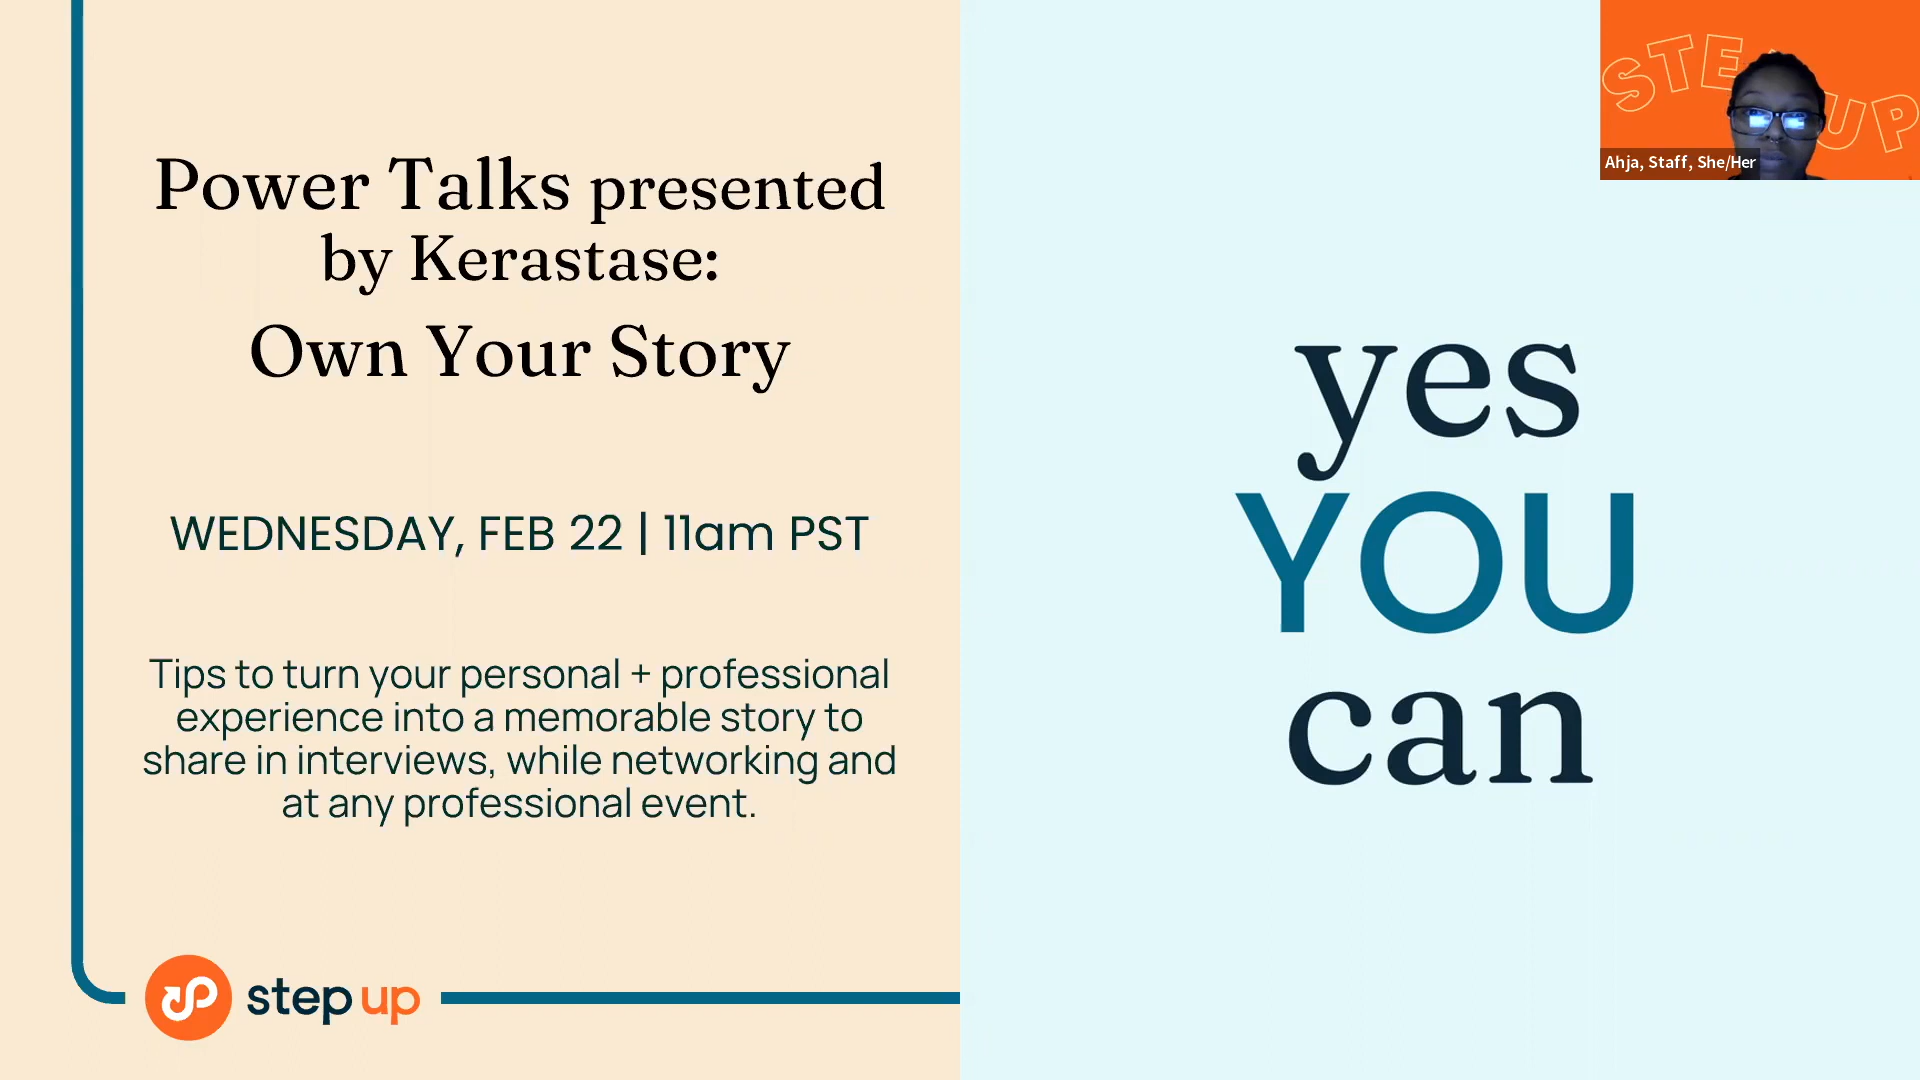 Power Talks presented
by Kerastase:
Own Your Story
WEDNESDAY, FEB 22 | 11am PST
Tips to turn your personal + professional
experience into a memorable story to
share in interviews, while networking and
at any professional event.
step up
yes
YOU
can
STEP UP
Ahja, Staff, She/Her